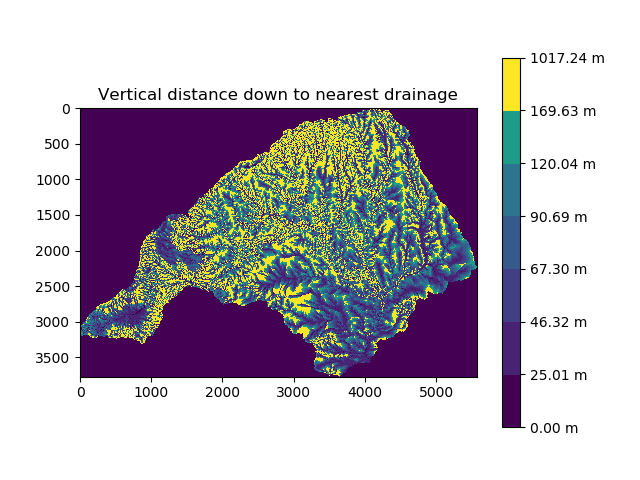 Vertical distance down to nearest drainage
0
500
1000
1500
2000
2500
3000
3500
0 1000 2000 3000 4000 5000
1017.24 m
169.63 m
120.04 m
90.69 m
67.30 m
46.32 m
25.01 m
0.00 m